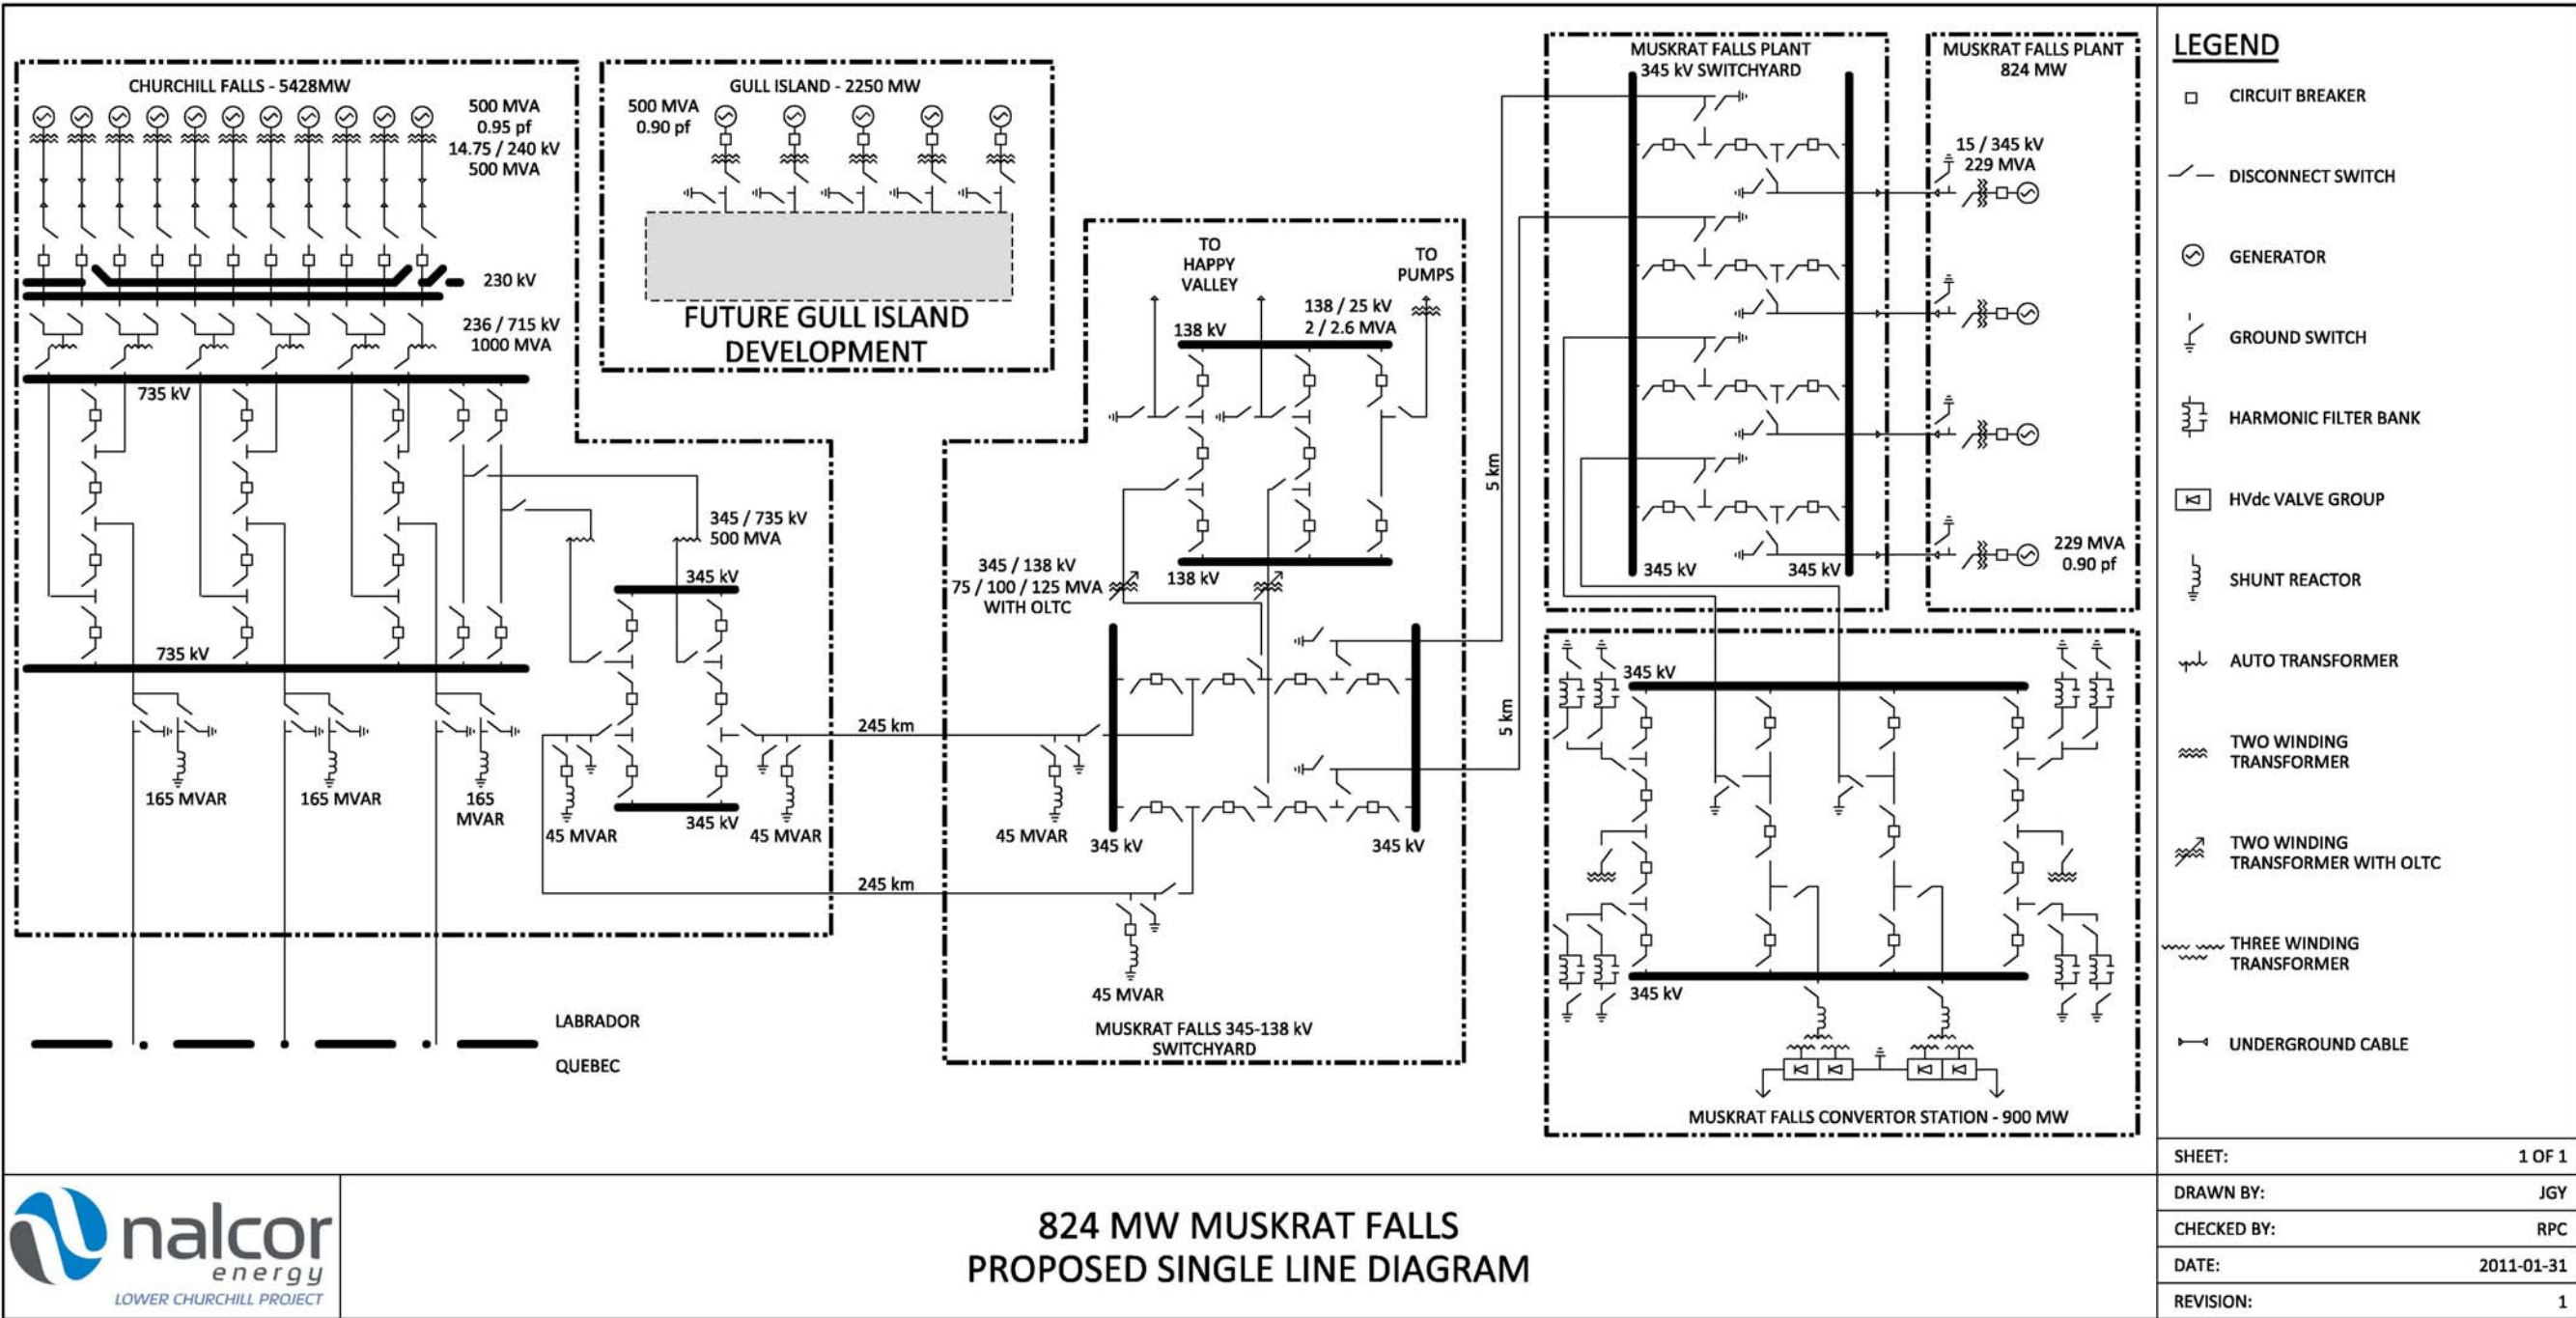 CHURCHILL FALLS - 5428MW
500 MVA
0.95 pf
14.75 / 240 kV
500 MVA
230 kV
236 / 715 kV
1000 MVA
735 kV
735 kV
165 MVAR
165 MVAR
165
MVAR
345 / 735 kV
500 MVA
345 kV
345 kV
45 MVAR
45 MVAR
GULL ISLAND - 2250 MW
500 MVA
0.90 pf
FUTURE GULL ISLAND
DEVELOPMENT
245 km
245 km
TO
HAPPY
VALLEY
TO
PUMPS
138 kV
138 / 25 kV
2 / 2.6 MVA
138 kV
345 / 138 kV
75 / 100 / 125 MVA
WITH OLTC
45 MVAR
345 kV
345 kV
45 MVAR
MUSKRAT FALLS 345-138 kV
SWITCHYARD
5 km
5 km
MUSKRAT FALLS PLANT
345 kV SWITCHYARD
345 kV
345 kV
MUSKRAT FALLS PLANT
824 MW
15 / 345 kV
229 MVA
229 MVA
0.90 pf
345 kV
345 kV
MUSKRAT FALLS CONVERTOR STATION - 900 MW
LABRADOR
QUEBEC
LEGEND
CIRCUIT BREAKER
DISCONNECT SWITCH
GENERATOR
GROUND SWITCH
HARMONIC FILTER BANK
HVdc VALVE GROUP
SHUNT REACTOR
AUTO TRANSFORMER
TWO WINDING
TRANSFORMER
TWO WINDING
TRANSFORMER WITH OLTC
THREE WINDING
TRANSFORMER
UNDERGROUND CABLE
SHEET: 1 OF 1
DRAWN BY: JGY
CHECKED BY: RPC
DATE: 2011-01-31
REVISION: 1
nalcor
energy
LOWER CHURCHILL PROJECT
824 MW MUSKRAT FALLS
PROPOSED SINGLE LINE DIAGRAM